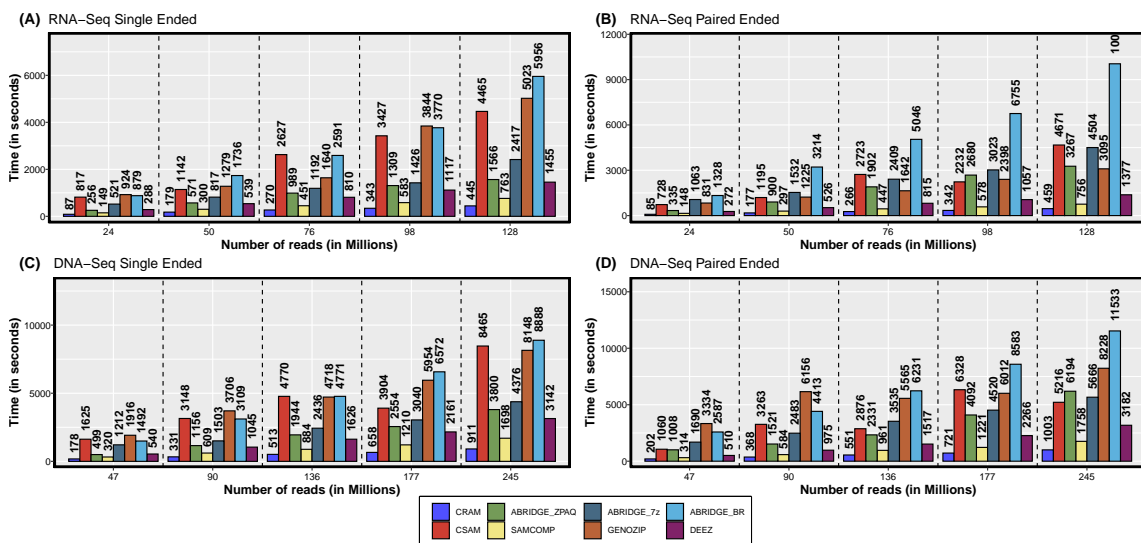 (A) RNA−Seq Single Ended
Time (in seconds)
6000
4000
2000
0
87 817 256 149 521 924 879 288
179 1142 571 300 817 1279 1736 539
270 2627 989 451 1192 1640 2591 810
343 3427 1309 583 1426 3844 3770 1117
445 4465 1566 763 2417 5023 5956 1455
24 50 76 98 128
Number of reads (in Millions)
(B) RNA−Seq Paired Ended
Time (in seconds)
12000
9000
6000
3000
0
85 728 335 148 1063 831 1328 272
177 1195 900 297 1532 1225 3214 526
266 2723 1902 447 2409 1642 5046 815
342 2232 2680 578 3023 2398 6755 1057
459 4671 3267 756 4504 3095 100 1377
24 50 76 98 128
Number of reads (in Millions)
(C) DNA−Seq Single Ended
Time (in seconds)
10000
5000
0
178 1625 499 320 1212 1916 1492 540
331 3148 1156 609 1503 3706 3109 1045
513 4770 1944 884 2436 4718 4771 1626
658 3904 2554 1210 3040 5954 6572 2161
911 8465 3800 1698 4376 8148 8888 3142
47 90 136 177 245
Number of reads (in Millions)
(D) DNA−Seq Paired Ended
Time (in seconds)
15000
10000
5000
0
202 1060 1008 314 1690 3334 2587 510
368 3263 1521 584 2483 6156 4413 975
551 2876 2331 961 3535 5565 6231 1517
721 6328 4092 1221 4520 6012 8583 2266
1003 5216 6194 1758 5666 8228 11533 3182
47 90 136 177 245
Number of reads (in Millions)
CRAM ABRIDGE_ZPAQ ABRIDGE_7z ABRIDGE_BR
CSAM SAMCOMP GENOZIP DEEZ